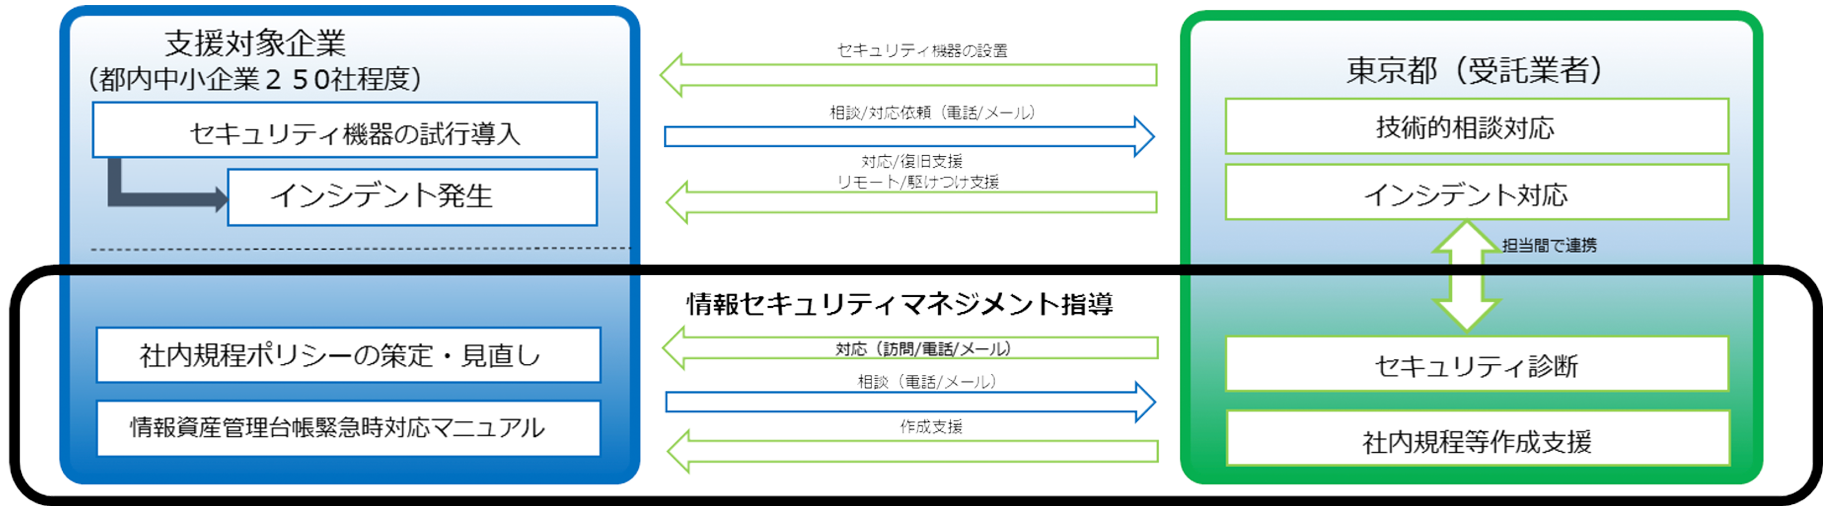 支援対象企業
（都内中小企業２５０社程度）
セキュリティ機器の試行導入
インシデント発生
社内規程ポリシーの策定・見直し
情報資産管理台帳緊急時対応マニュアル
セキュリティ機器の設置
相談/対応依頼（電話/メール）
対応/復旧支援
リモート/駆けつけ支援
情報セキュリティマネジメント指導
対応（訪問/電話/メール）
相談（電話/メール）
作成支援
東京都（受託業者）
技術的相談対応
インシデント対応
担当間で連携
セキュリティ診断
社内規程等作成支援